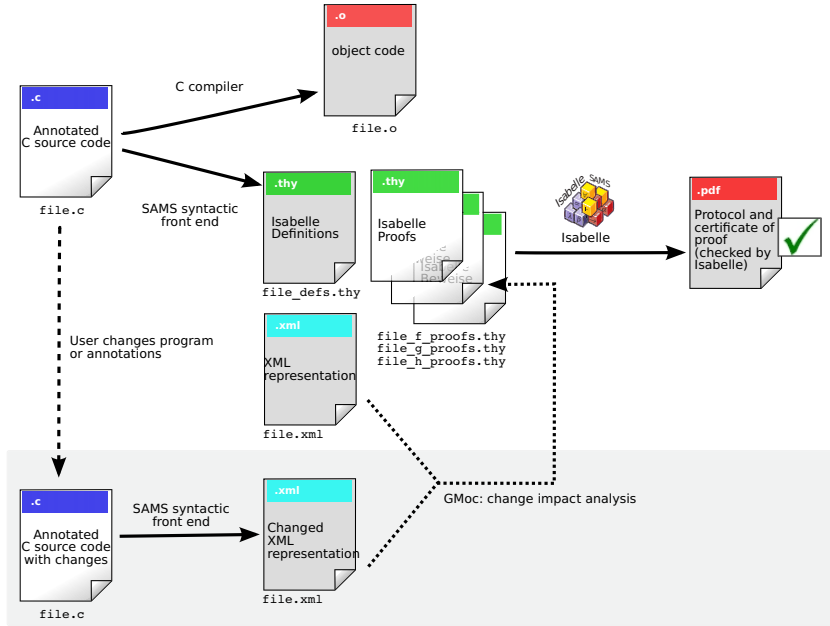 .o
object code
file.o
C compiler
.c
Annotated
C source code
file.c
SAMS syntactic
front end
.thy
Isabelle
Definitions
file_defs.thy
.thy
Isabelle
Proofs
Isabelle
Beweise
file_f_proofs.thy
file_g_proofs.thy
file_h_proofs.thy
Isabelle
SAMS
Isabelle
.pdf
Protocol and
certificate of
proof
(checked by
Isabelle)
User changes program
or annotations
.xml
XML
representation
file.xml
GMoc: change impact analysis
.c
Annotated
C source code
with changes
file.c
SAMS syntactic
front end
.xml
Changed
XML
representation
file.xml